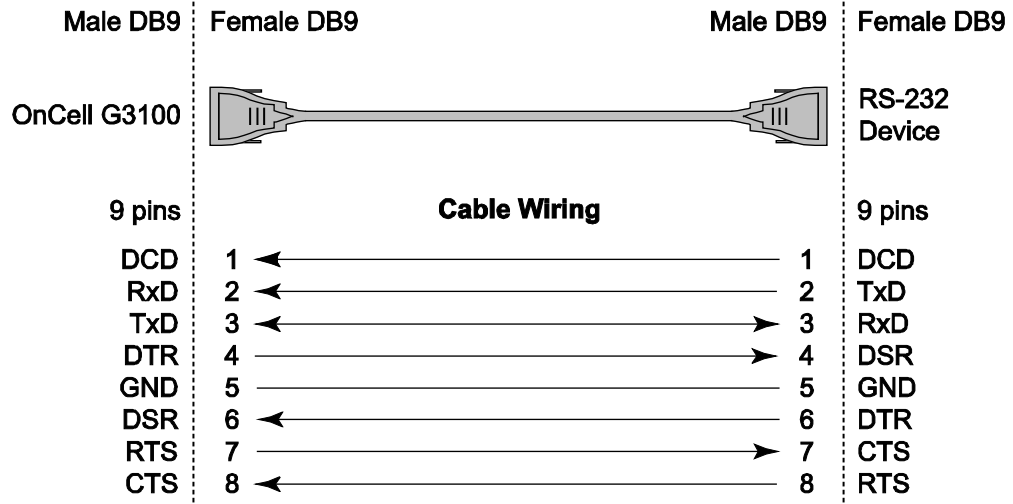 Male DB9 Female DB9 Male DB9 Female DB9
OnCell G3100 RS-232
Device
9 pins Cable Wiring 9 pins
DCD 1 1 DCD
RxD 2 2 TxD
TxD 3 3 RxD
DTR 4 4 DSR
GND 5 5 GND
DSR 6 6 DTR
RTS 7 7 CTS
CTS 8 8 RTS